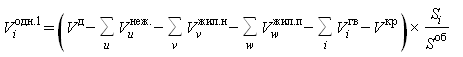 V_i^{одн.1} = ( V^д − ∑_u V_u^{неж.} − ∑_v V_v^{жил.н} − ∑_w V_w^{жил.п} − ∑_i V_i^{гв} − V^{кр} ) × S_i / S^{об}